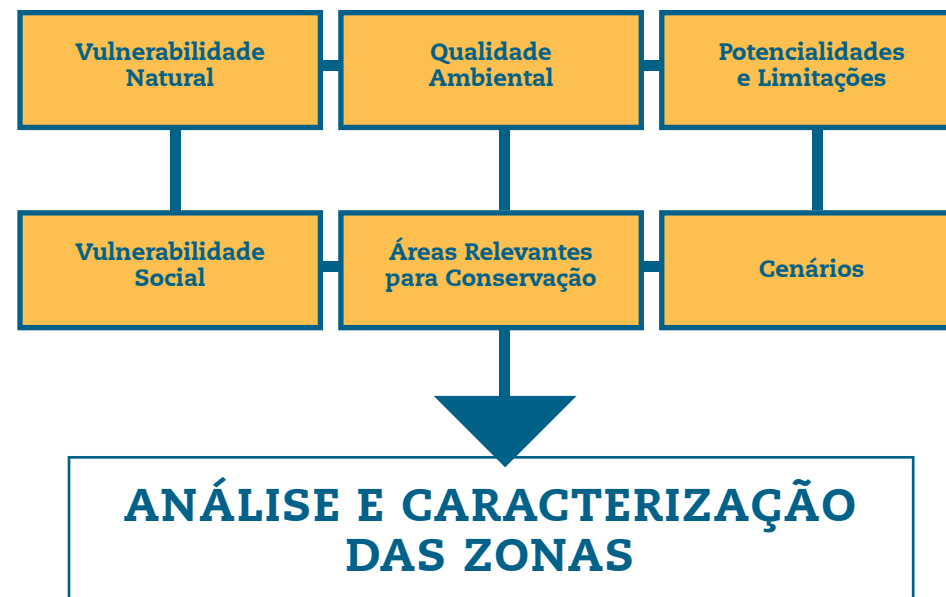 Vulnerabilidade
Natural
Qualidade
Ambiental
Potencialidades
e Limitações
Vulnerabilidade
Social
Áreas Relevantes
para Conservação
Cenários
ANÁLISE E CARACTERIZAÇÃO
DAS ZONAS